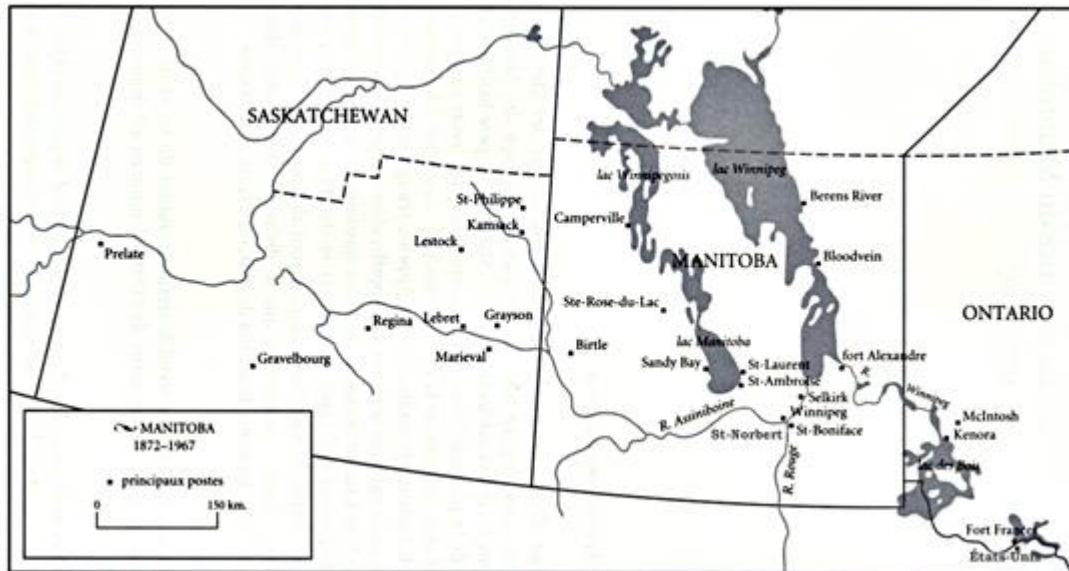 SASKATCHEWAN
St-Philippe
Kamsack
Lestock
Prelate
Regina
Lebret
Grayson
Marieval
Gravelbourg
lac Winnipegosis
lac Winnipeg
Berens River
Camperville
MANITOBA
Bloodvein
Ste-Rose-du-Lac
ONTARIO
lac Manitoba
Birtle
Sandy Bay
St-Laurent
St-Ambroise
fort Alexandre
R. Winnipeg
Selkirk
R. Assiniboine
Winnipeg
St-Norbert
St-Boniface
R. Rouge
McIntosh
Kenora
lac des Bois
Fort Frances
États-Unis
MANITOBA
1872–1967
principaux postes
0 150 km.